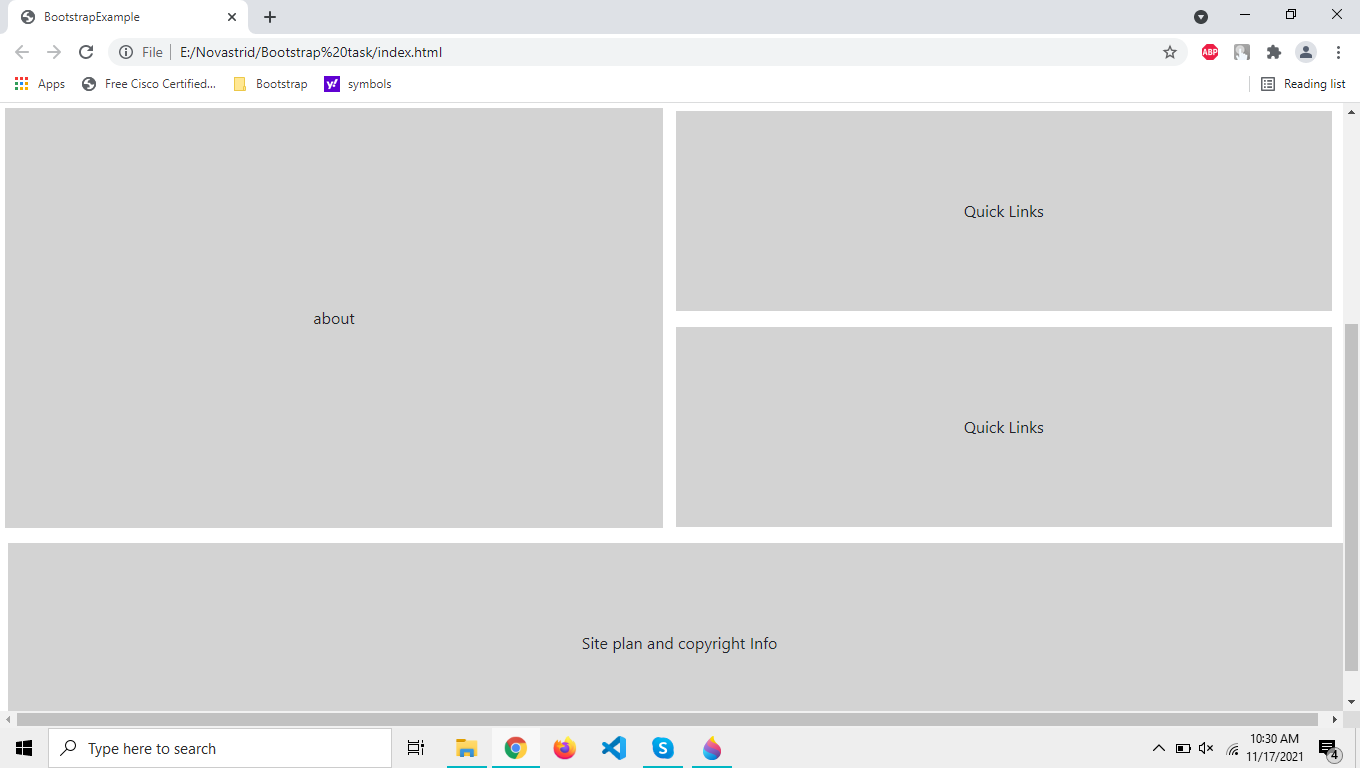 BootstrapExample
File E:/Novastrid/Bootstrap%20task/index.html
ABP
Apps Free Cisco Certified... Bootstrap y! symbols Reading list
about
Quick Links
Quick Links
Site plan and copyright Info
Type here to search
S
10:30 AM
11/17/2021
4